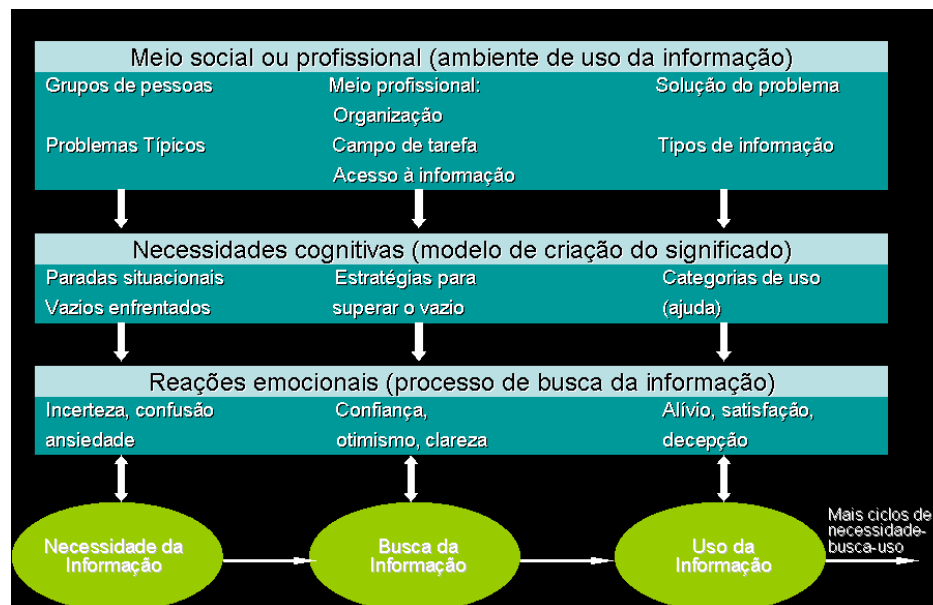 Meio social ou profissional (ambiente de uso da informação)
Grupos de pessoas
Meio profissional:
Solução do problema
Organização
Problemas Típicos
Campo de tarefa
Tipos de informação
Acesso à informação
Necessidades cognitivas (modelo de criação do significado)
Paradas situacionais
Estratégias para
Categorias de uso
Vazios enfrentados
superar o vazio
(ajuda)
Reações emocionais (processo de busca da informação)
Incerteza, confusão
Confiança,
Alívio, satisfação,
ansiedade
otimismo, clareza
decepção
Necessidade da
Informação
Busca da
Informação
Uso da
Informação
Mais ciclos de
necessidade-
busca-uso